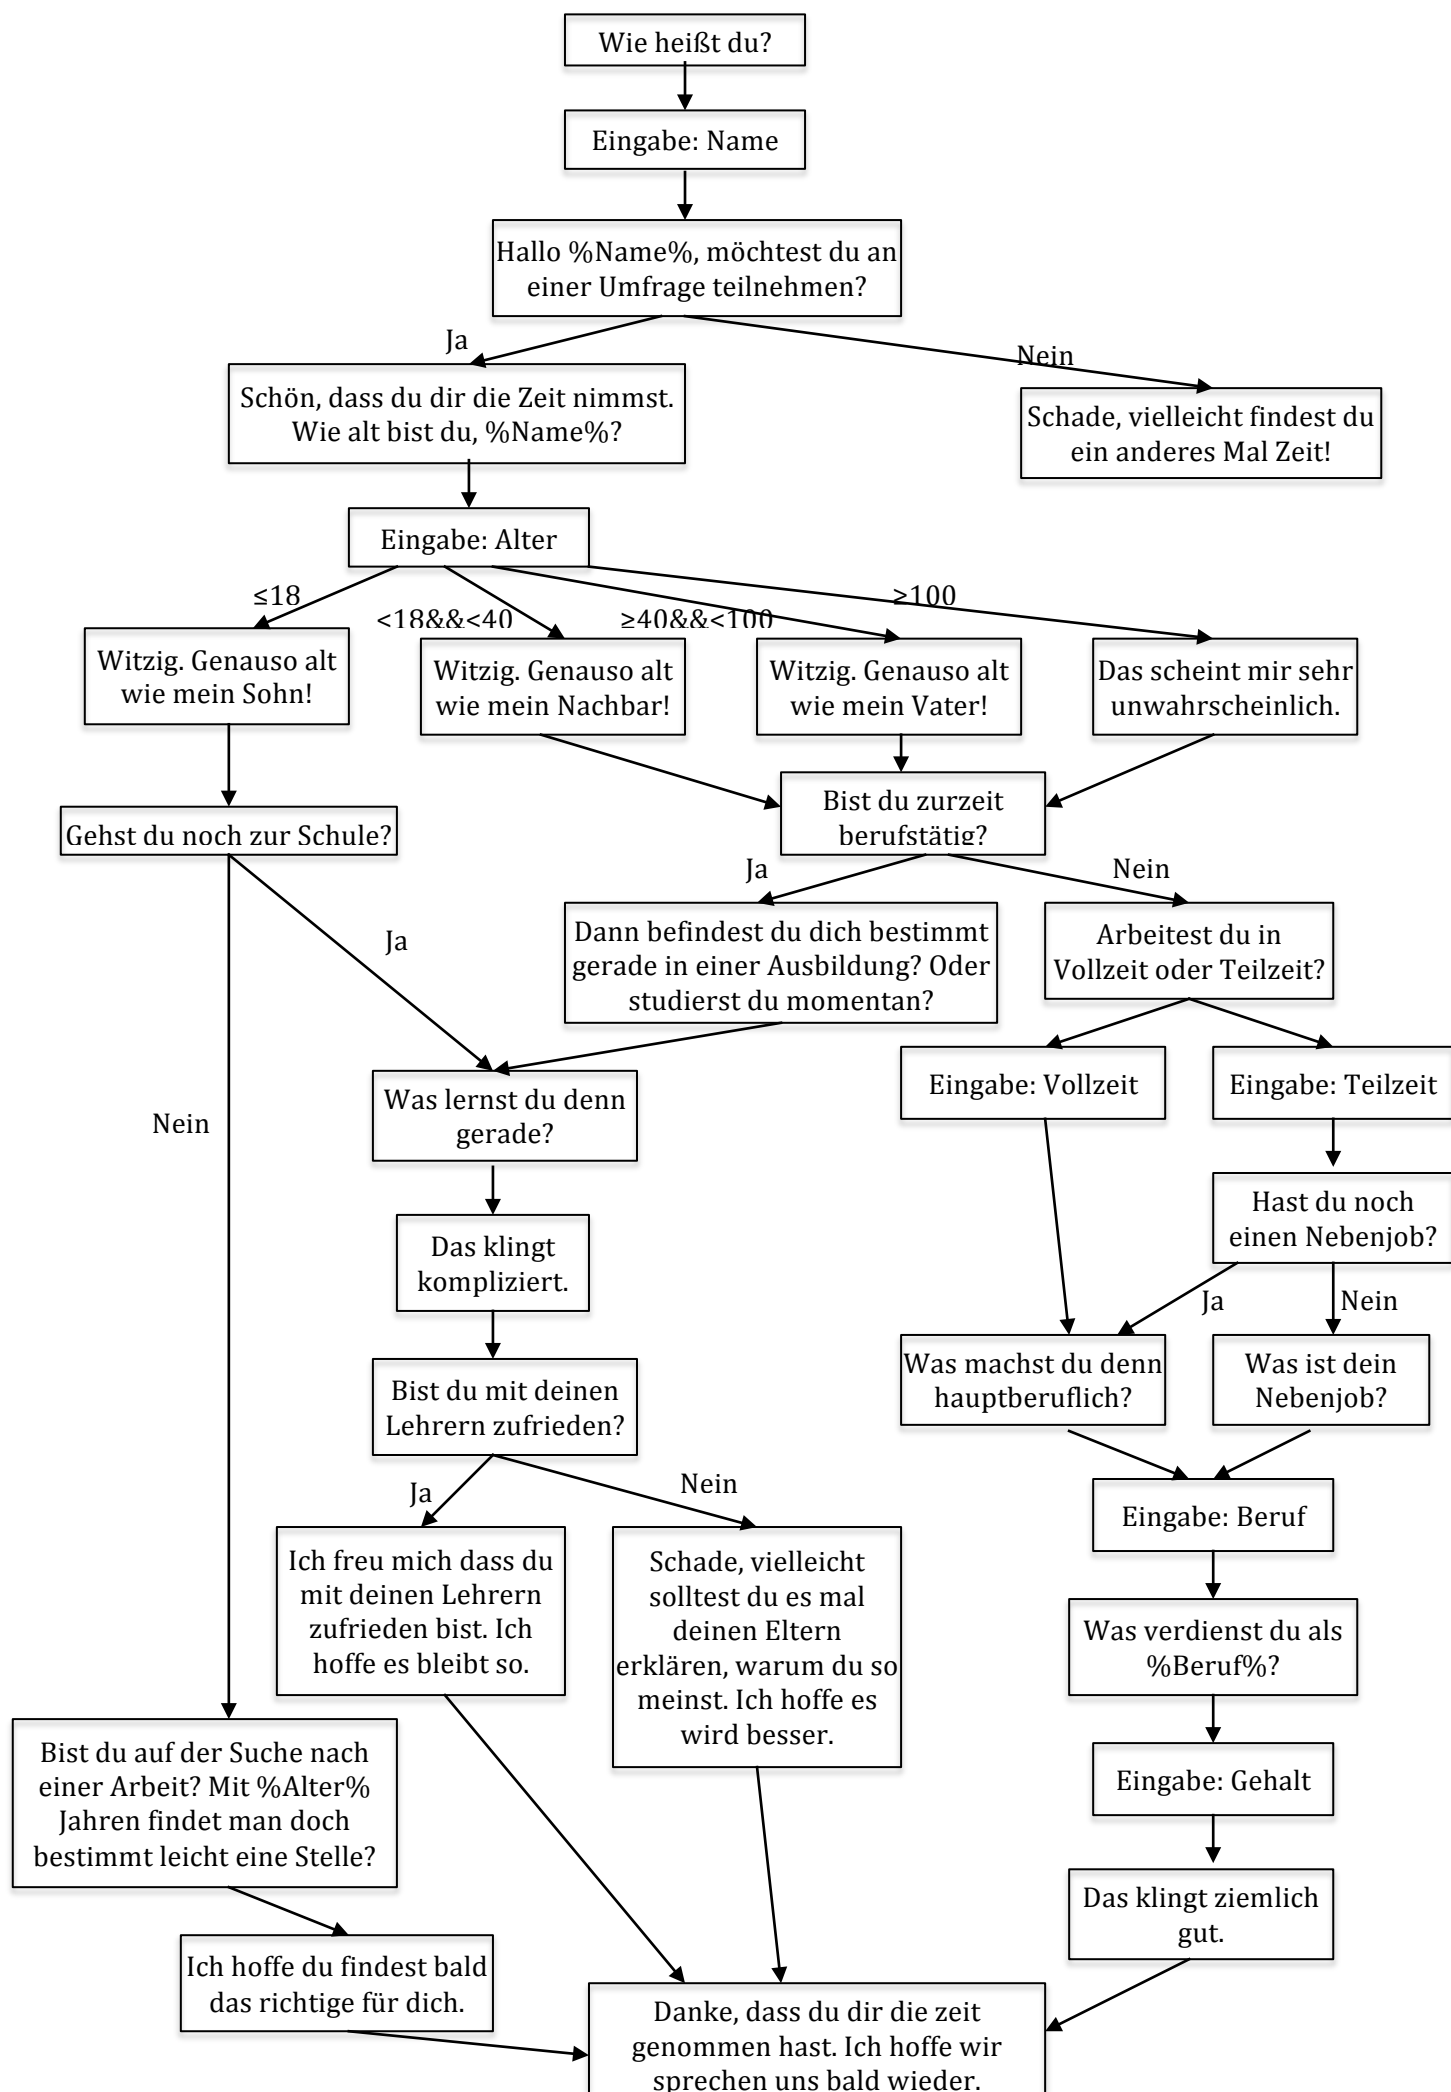 Wie heißt du?
Eingabe: Name
Hallo %Name%, möchtest du an
einer Umfrage teilnehmen?
Ja
Nein
Schön, dass du dir die Zeit nimmst.
Wie alt bist du, %Name%?
Schade, vielleicht findest du
ein anderes Mal Zeit!
Eingabe: Alter
≤18
<18&&<40
≥40&&<100
≥100
Witzig. Genauso alt
wie mein Sohn!
Witzig. Genauso alt
wie mein Nachbar!
Witzig. Genauso alt
wie mein Vater!
Das scheint mir sehr
unwahrscheinlich.
Gehst du noch zur Schule?
Bist du zurzeit
berufstätig?
Ja
Nein
Ja
Dann befindest du dich bestimmt
gerade in einer Ausbildung? Oder
studierst du momentan?
Arbeitest du in
Vollzeit oder Teilzeit?
Nein
Was lernst du denn
gerade?
Eingabe: Vollzeit
Eingabe: Teilzeit
Das klingt
kompliziert.
Hast du noch
einen Nebenjob?
Ja
Nein
Bist du mit deinen
Lehrern zufrieden?
Was machst du denn
hauptberuflich?
Was ist dein
Nebenjob?
Ja
Nein
Eingabe: Beruf
Ich freu mich dass du
mit deinen Lehrern
zufrieden bist. Ich
hoffe es bleibt so.
Schade, vielleicht
solltest du es mal
deinen Eltern
erklären, warum du so
meinst. Ich hoffe es
wird besser.
Was verdienst du als
%Beruf%?
Bist du auf der Suche nach
einer Arbeit? Mit %Alter%
Jahren findet man doch
bestimmt leicht eine Stelle?
Eingabe: Gehalt
Das klingt ziemlich
gut.
Ich hoffe du findest bald
das richtige für dich.
Danke, dass du dir die zeit
genommen hast. Ich hoffe wir
sprechen uns bald wieder.